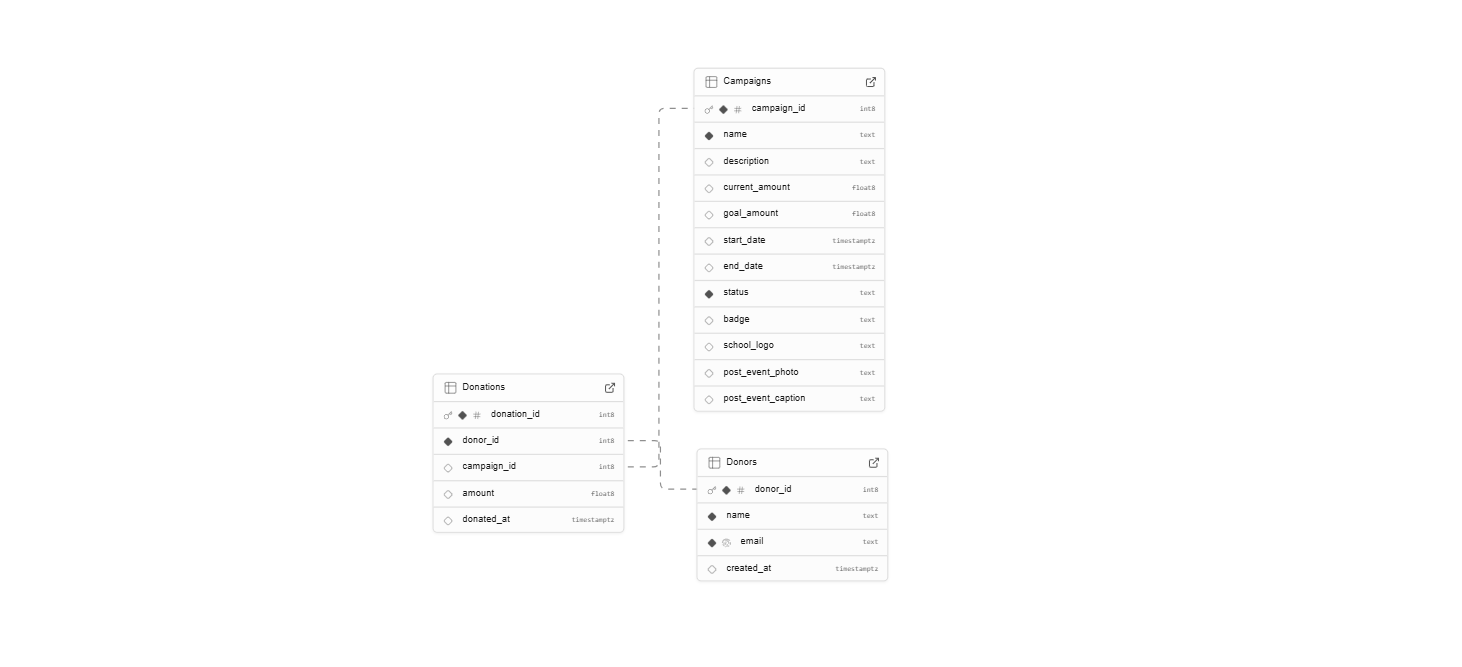 Campaigns
# campaign_id int8
name text
description text
current_amount float8
goal_amount float8
start_date timestamptz
end_date timestamptz
status text
badge text
school_logo text
post_event_photo text
post_event_caption text
Donations
# donation_id int8
donor_id int8
campaign_id int8
amount float8
donated_at timestamptz
Donors
# donor_id int8
name text
email text
created_at timestamptz